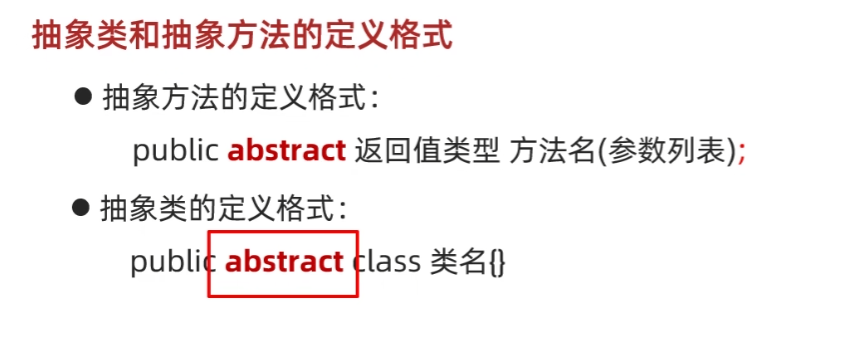 抽象类和抽象方法的定义格式
● 抽象方法的定义格式：
public abstract 返回值类型 方法名(参数列表);
● 抽象类的定义格式：
public abstract class 类名{}